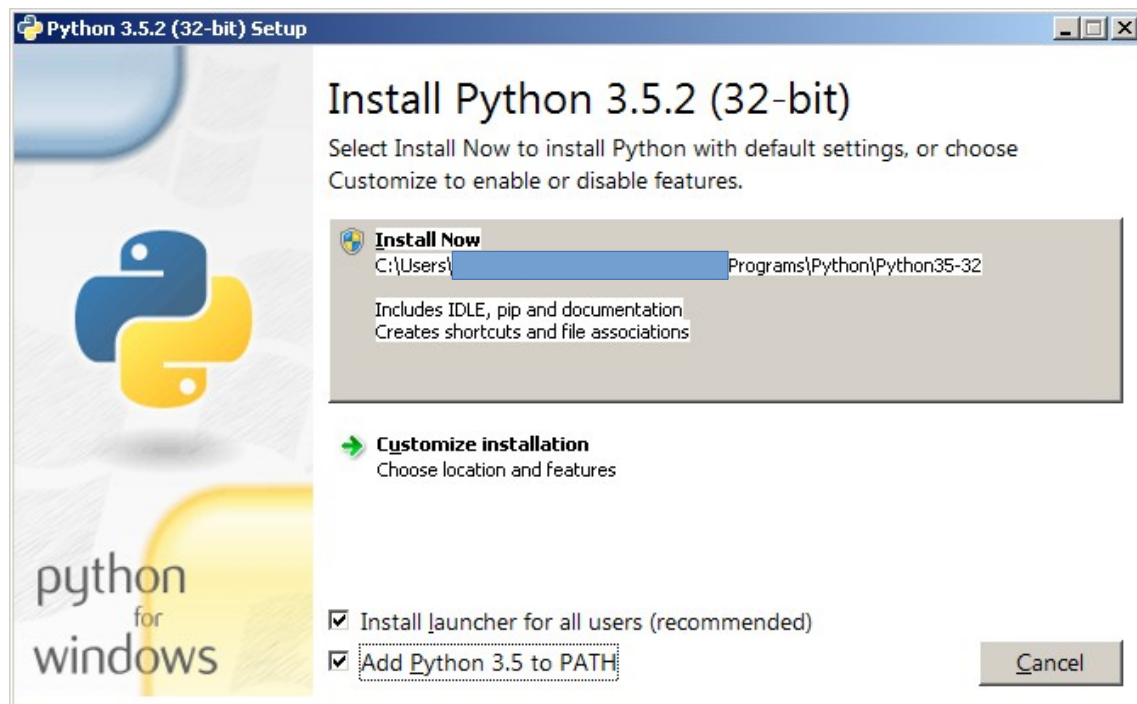 Python 3.5.2 (32-bit) Setup
Install Python 3.5.2 (32-bit)
Select Install Now to install Python with default settings, or choose
Customize to enable or disable features.
Install Now
C:\Users\ Programs\Python\Python35-32
Includes IDLE, pip and documentation
Creates shortcuts and file associations
Customize installation
Choose location and features
python
for
windows
Install launcher for all users (recommended)
Add Python 3.5 to PATH
Cancel